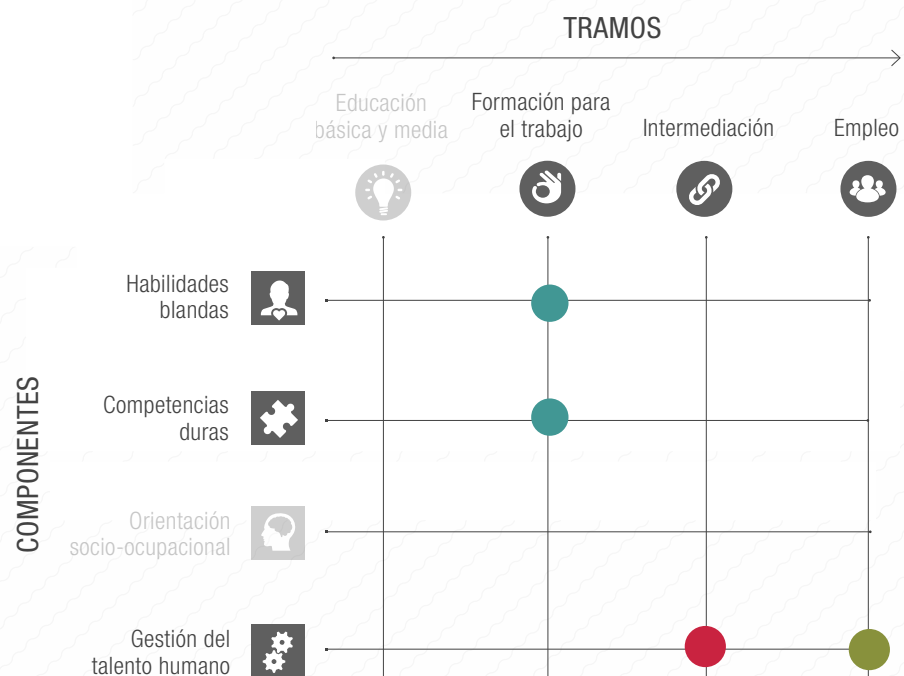 TRAMOS
Educación
básica y media
Formación para
el trabajo
Intermediación
Empleo
COMPONENTES
Habilidades
blandas
Competencias
duras
Orientación
socio-ocupacional
Gestión del
talento humano